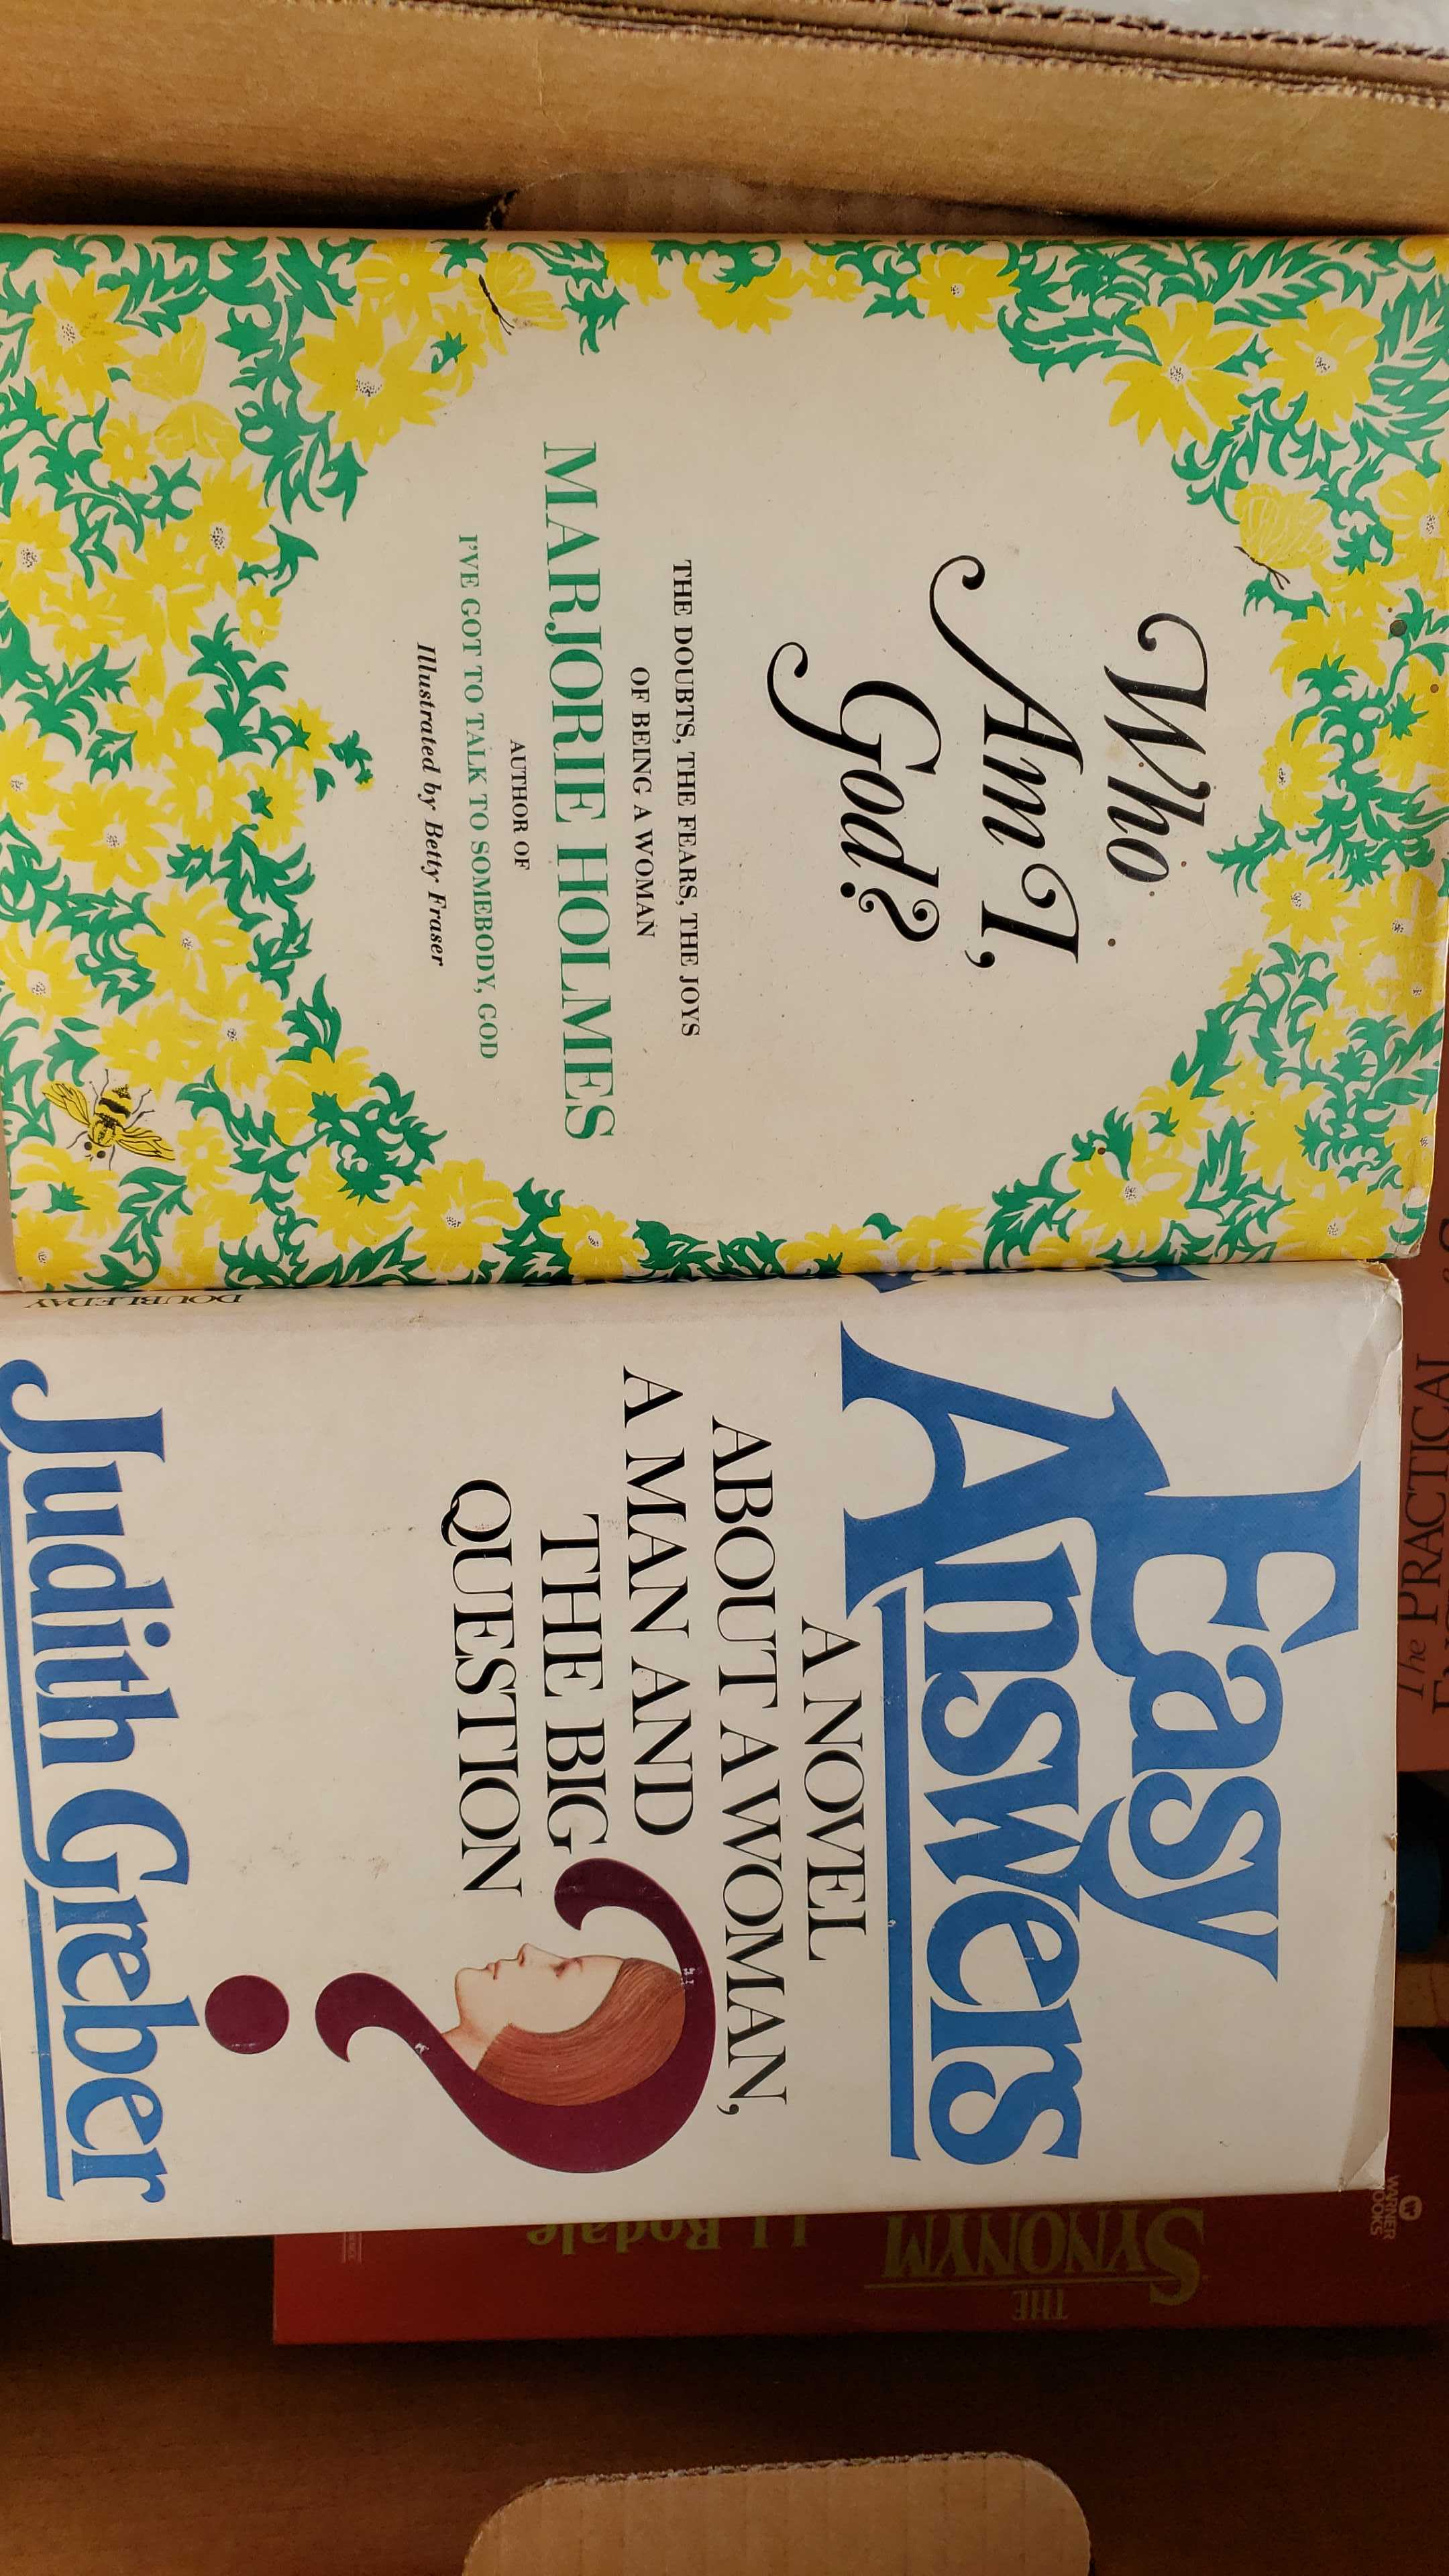 Who
Am I,
God?
THE DOUBTS, THE FEARS, THE JOYS
OF BEING A WOMAN
MARJORIE HOLMES
AUTHOR OF
I'VE GOT TO TALK TO SOMEBODY, GOD
Illustrated by Betty Fraser
DOUBLEDAY
Easy
Answers
A NOVEL
ABOUT A WOMAN,
A MAN AND
THE BIG
QUESTION
?
Judith Greber
The PRACTICAL
THE
SYNONYM
J.I. Rodale
WARNER
BOOKS